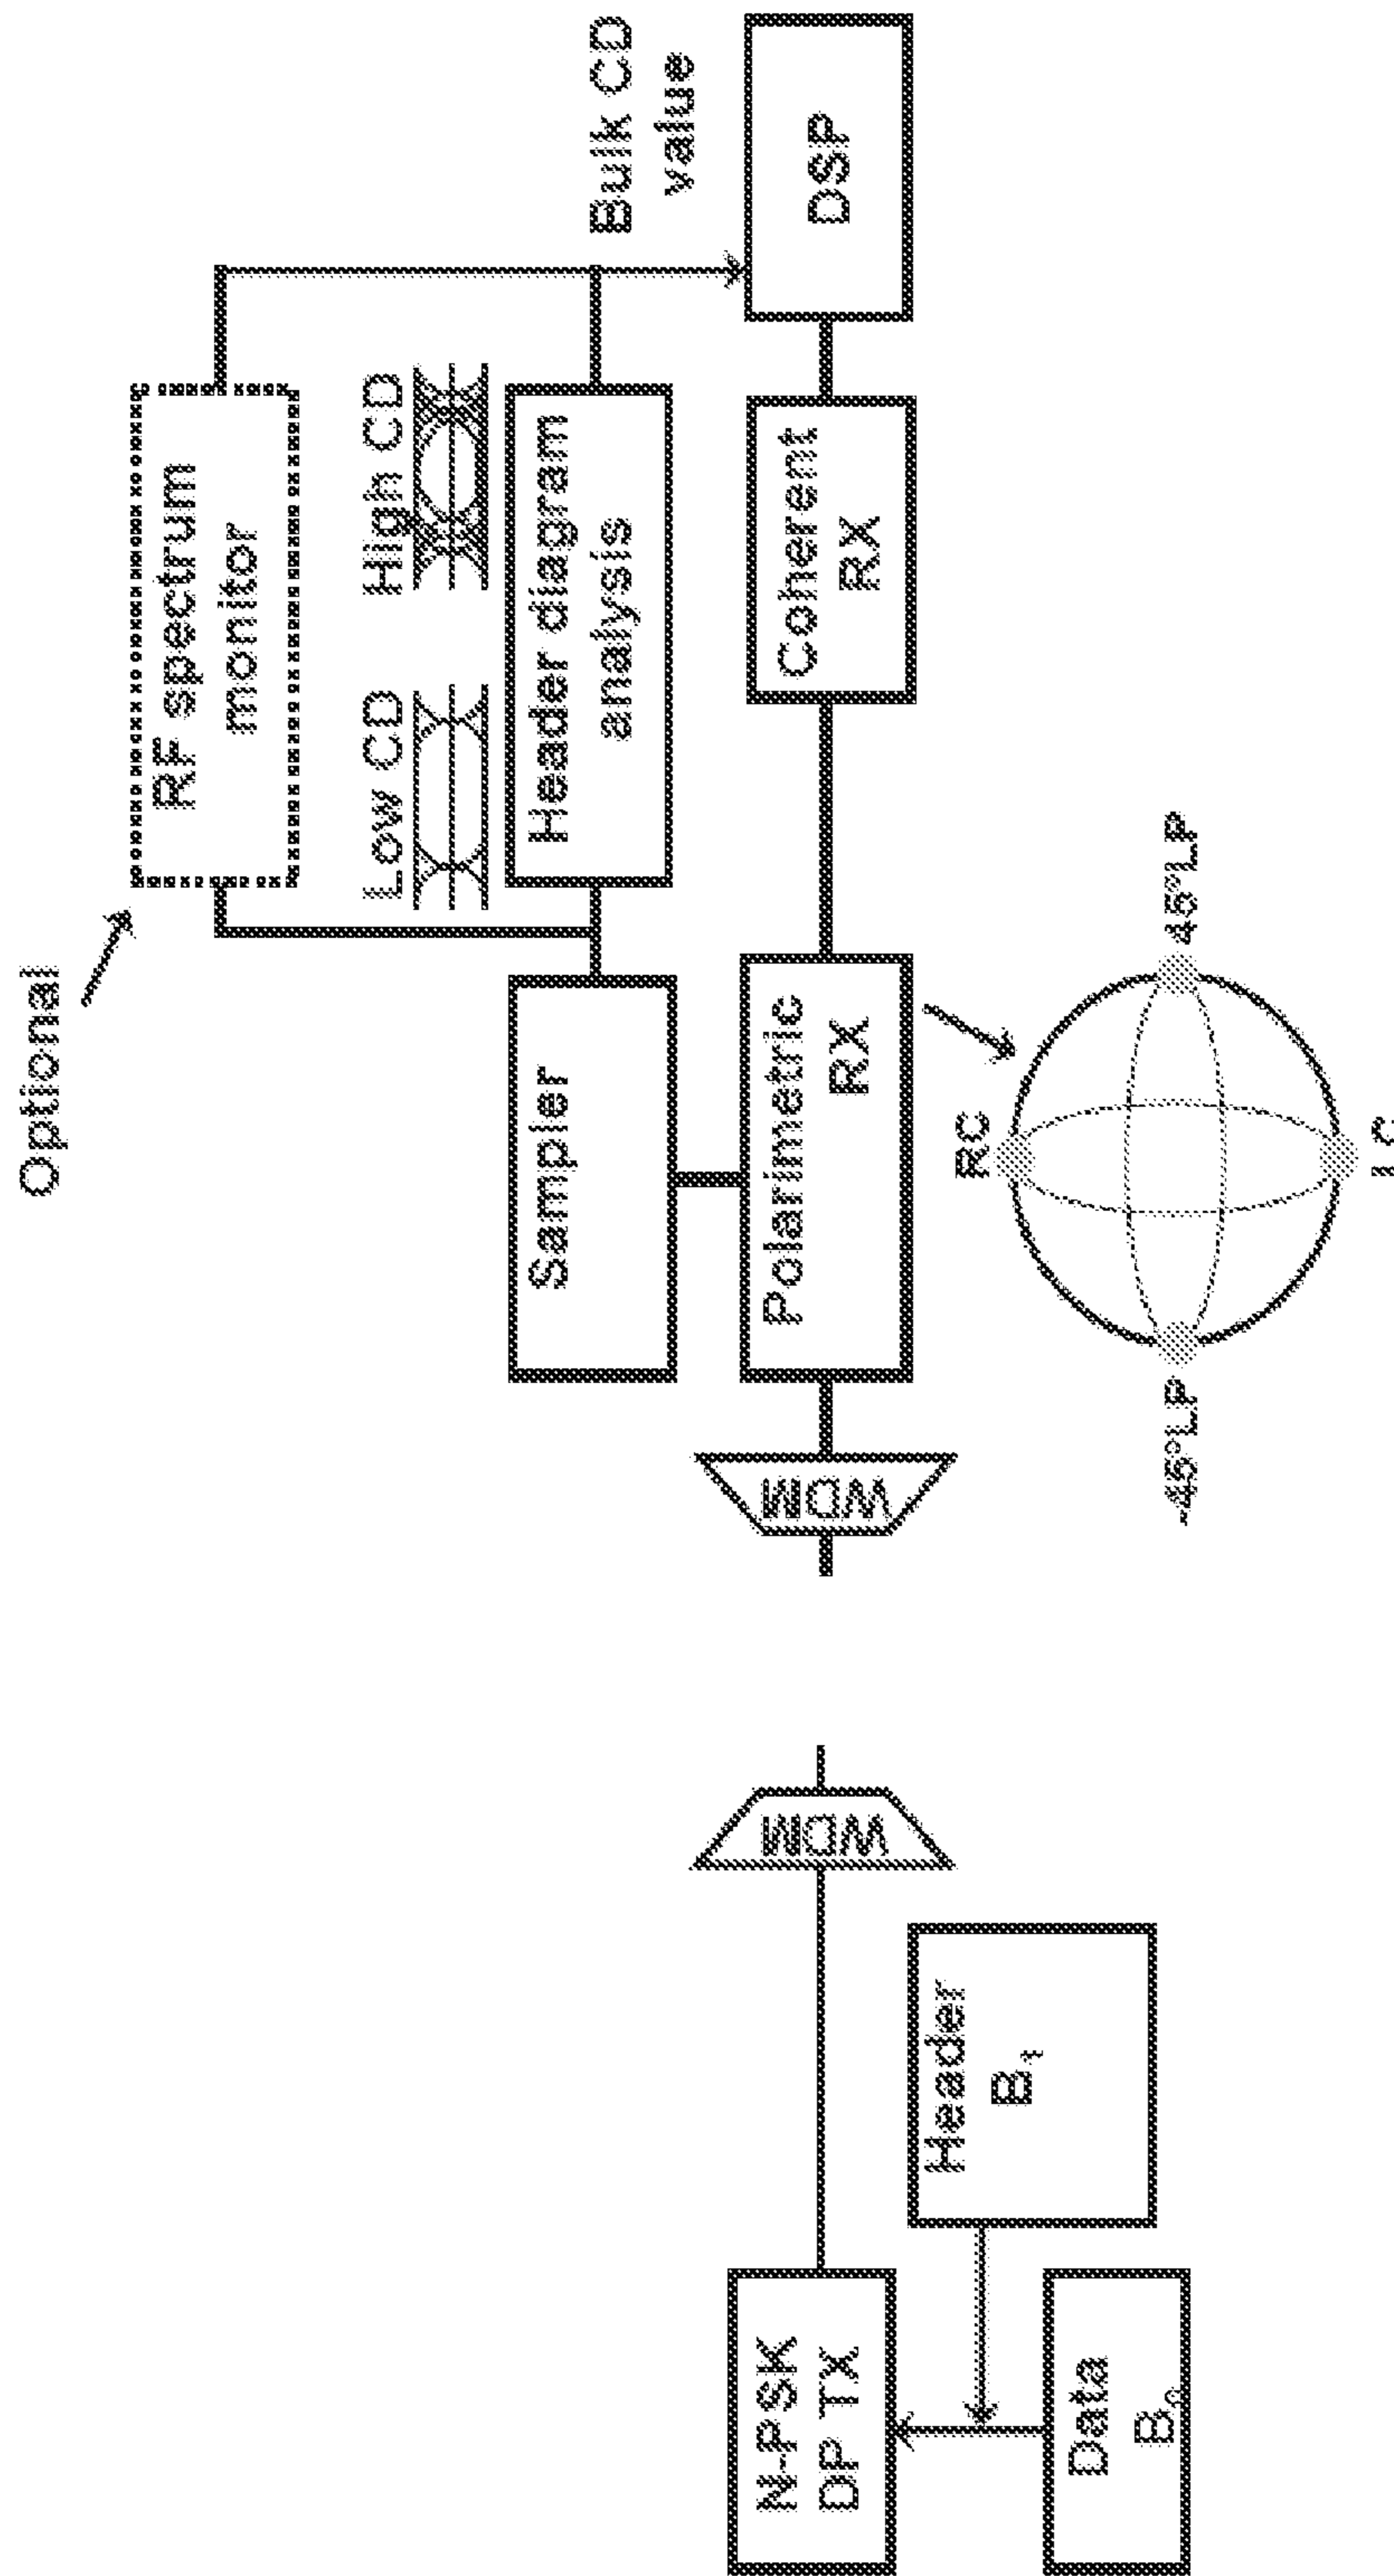 Optional
RF spectrum
monitor
Low CD
High CD
Bulk CD
value
Sampler
Header diagram
analysis
N-PSK
DP TX
WDM
WDM
Polarimetric
RX
Coherent
RX
DSP
Header
B₁
Data
B₀
RC
-45°LP
45°LP